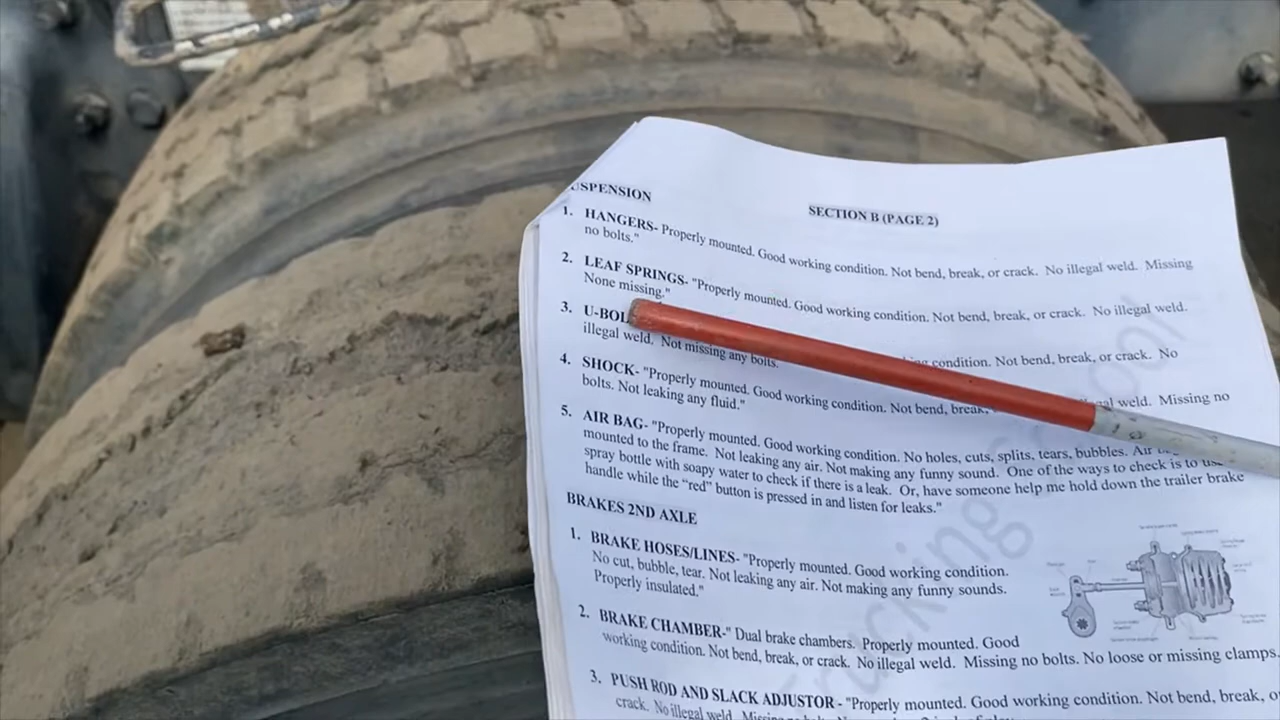 USPENSION
SECTION B (PAGE 2)
1. HANGERS- Properly mounted. Good working condition. Not bend, break, or crack. No illegal weld. Missing
no bolts."
2. LEAF SPRINGS- "Properly mounted. Good working condition. Not bend, break, or crack. No illegal weld.
None missing."
3. U-BOL condition. Not bend, break, or crack. No
illegal weld. Not missing any bolts.
4. SHOCK- "Properly mounted. Good working condition. Not bend, break, weld. Missing no
bolts. Not leaking any fluid."
5. AIR BAG- "Properly mounted. Good working condition. No holes, cuts, splits, tears, bubbles. Air
mounted to the frame. Not leaking any air. Not making any funny sound. One of the ways to check is to use
spray bottle with soapy water to check if there is a leak. Or, have someone help me hold down the trailer brake
handle while the “red” button is pressed in and listen for leaks."
BRAKES 2ND AXLE
1. BRAKE HOSES/LINES- "Properly mounted. Good working condition.
No cut, bubble, tear. Not leaking any air. Not making any funny sounds.
Properly insulated."
2. BRAKE CHAMBER-" Dual brake chambers. Properly mounted. Good
working condition. Not bend, break, or crack. No illegal weld. Missing no bolts. No loose or missing clamps.
3. PUSH ROD AND SLACK ADJUSTOR - "Properly mounted. Good working condition. Not bend, break, o
crack. No illegal weld. Missing
Trucking School